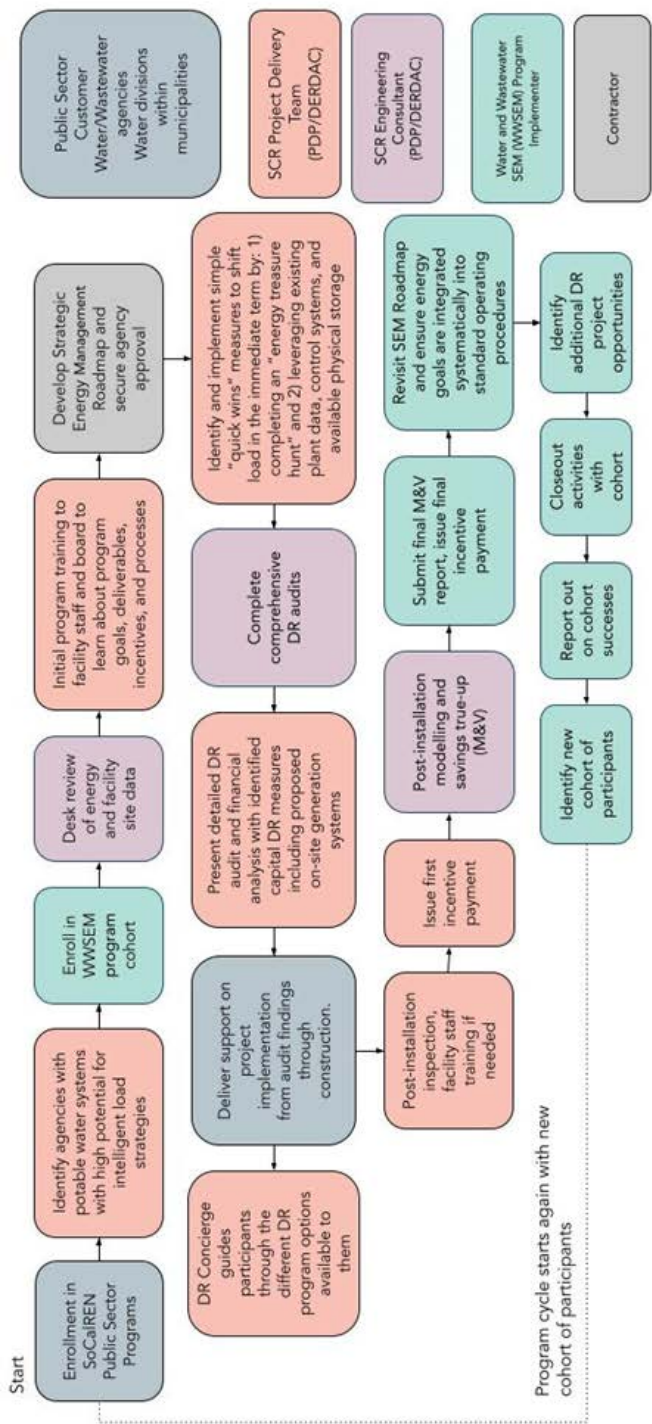 Start
Enrollment in
SoCalREN
Public Sector
Programs
Identify agencies with
potable water systems
with high potential for
intelligent load
strategies
Enroll in
WWSEM
program
cohort
Desk review
of energy
and facility
site data
Initial program training to
facility staff and board to
learn about program
goals, deliverables,
incentives, and processes
Develop Strategic
Energy Management
Roadmap and
secure agency
approval
Identify and implement simple
"quick wins" measures to shift
load in the immediate term by: 1)
completing an "energy treasure
hunt" and 2) leveraging existing
plant data, control systems, and
available physical storage
Complete
comprehensive
DR audits
Present detailed DR
audit and financial
analysis with identified
capital DR measures
including proposed
on-site generation
systems
Deliver support on
project
implementation
from audit findings
through
construction.
DR Concierge
guides
participants
through the
different DR
program options
available to
them
Post-installation
inspection,
facility staff
training if
needed
Issue first
incentive
payment
Post-installation
modelling and
savings true-up
(M&V)
Submit final M&V
report, issue final
incentive
payment
Revisit SEM Roadmap
and ensure energy
goals are integrated
systematically into
standard operating
procedures
Identify
additional DR
project
opportunities
Closeout
activities
with
cohort
Report out
on cohort
successes
Identify new
cohort of
participants
Program cycle starts again with new
cohort of participants
Public Sector
Customer
Water/Wastewater
agencies
Water divisions
within
municipalities
SCR Project Delivery
Team
(PDP/DERDAC)
SCR Engineering
Consultant
(PDP/DERDAC)
Water and Wastewater
SEM (WWSEM) Program
Implementer
Contractor